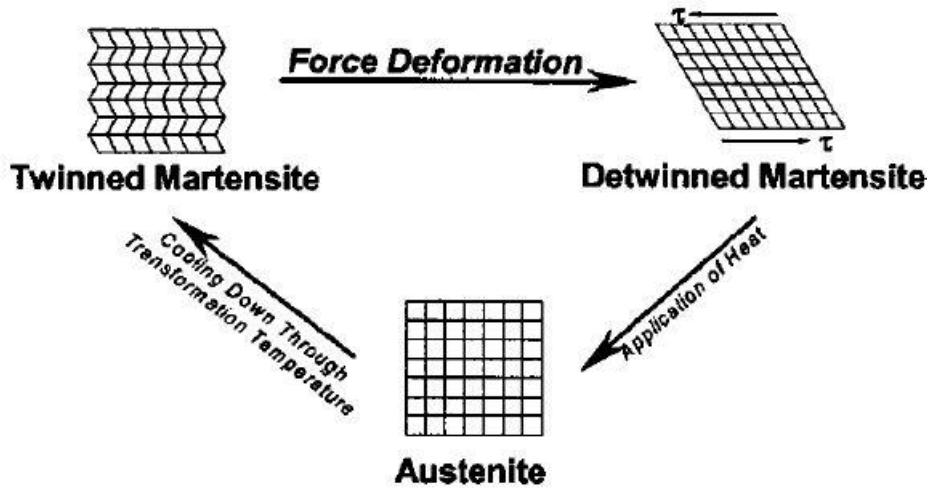 τ
Force Deformation
τ
Twinned Martensite
Detwinned Martensite
Cooling Down Through
Transformation Temperature
Application of Heat
Austenite